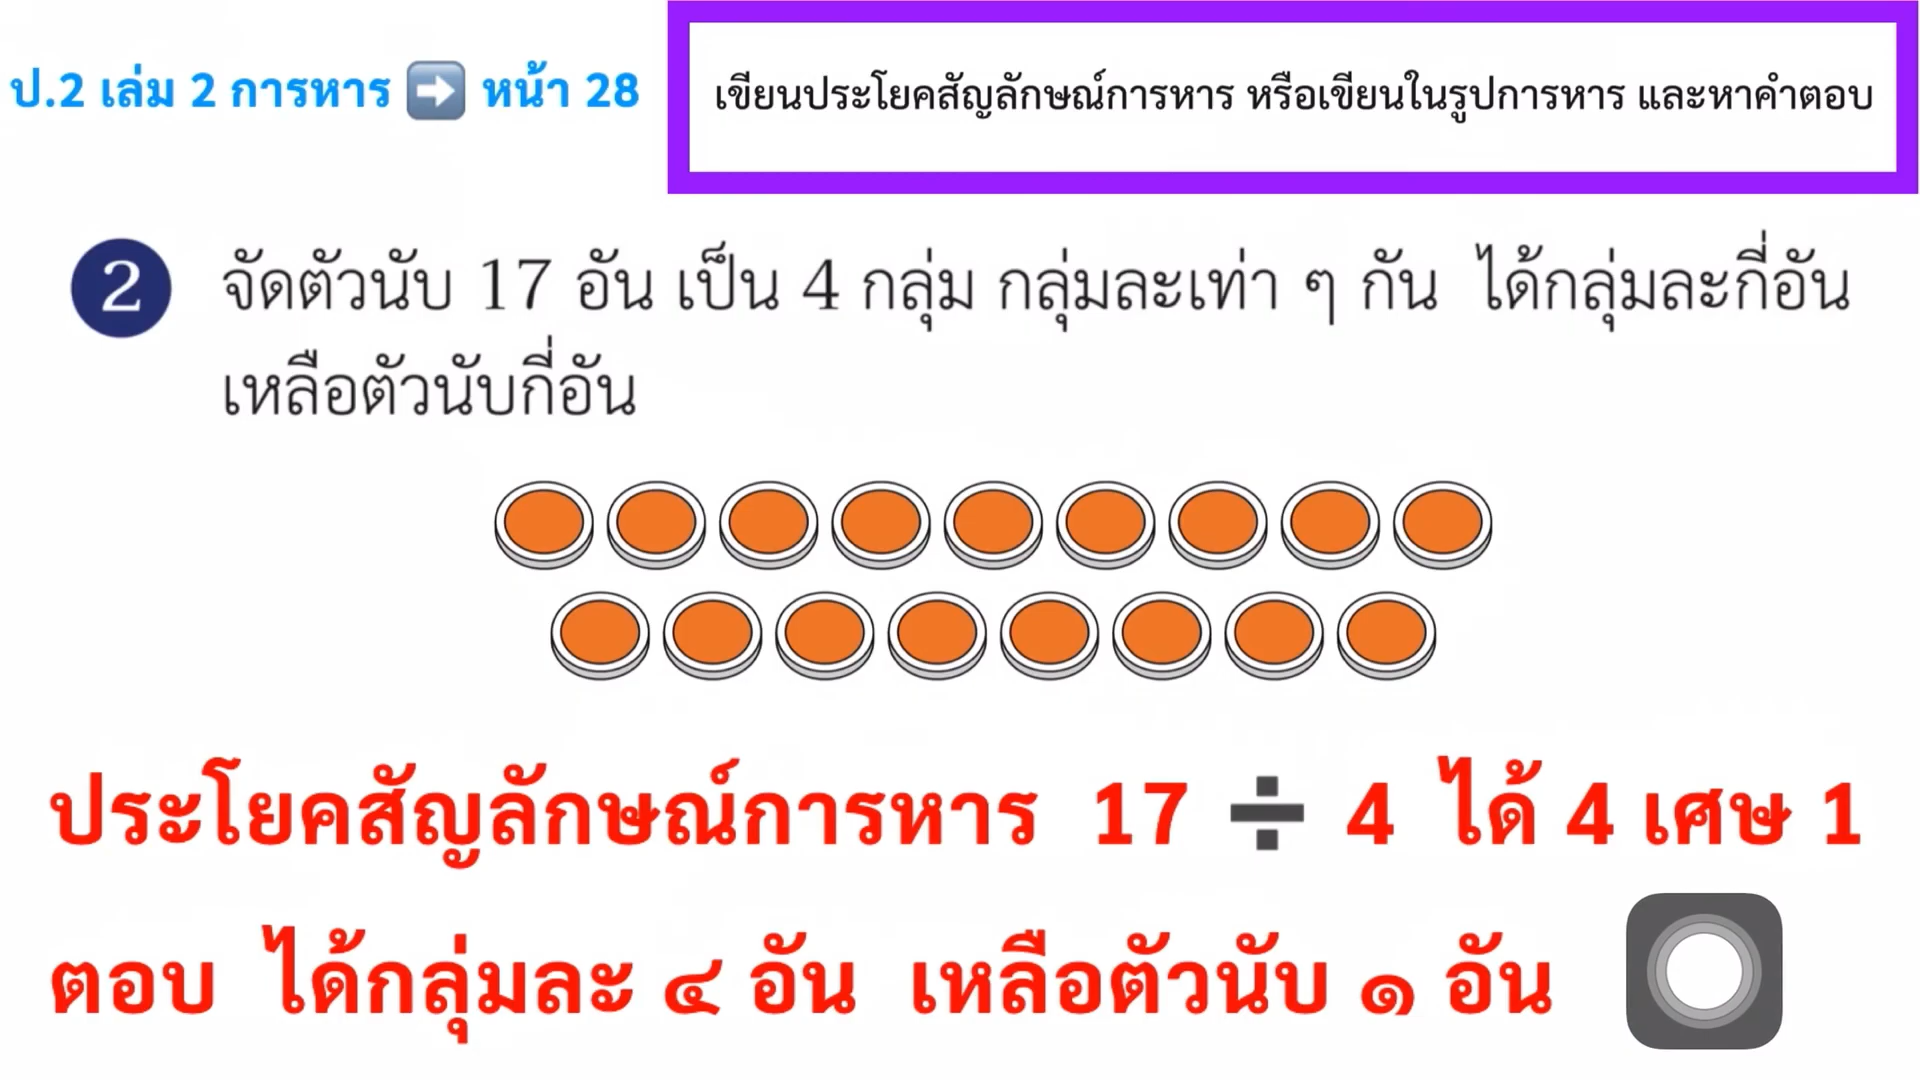 ป.2 เล่ม 2 การหาร ➡️ หน้า 28
เขียนประโยคสัญลักษณ์การหาร หรือเขียนในรูปการหาร และหาคำตอบ
2 จัดตัวนับ 17 อัน เป็น 4 กลุ่ม กลุ่มละเท่า ๆ กัน ได้กลุ่มละกี่อัน
เหลือตัวนับกี่อัน
ประโยคสัญลักษณ์การหาร 17 ➗ 4 ได้ 4 เศษ 1
ตอบ ได้กลุ่มละ ๔ อัน เหลือตัวนับ ๑ อัน